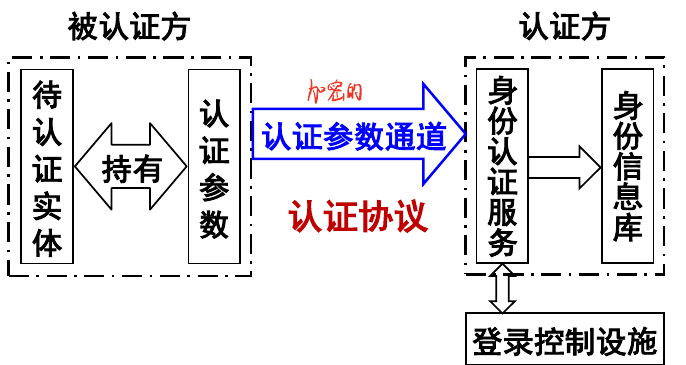 被认证方
认证方
待认证实体
持有
认证参数
加密的
认证参数通道
认证协议
身份认证服务
身份信息库
登录控制设施